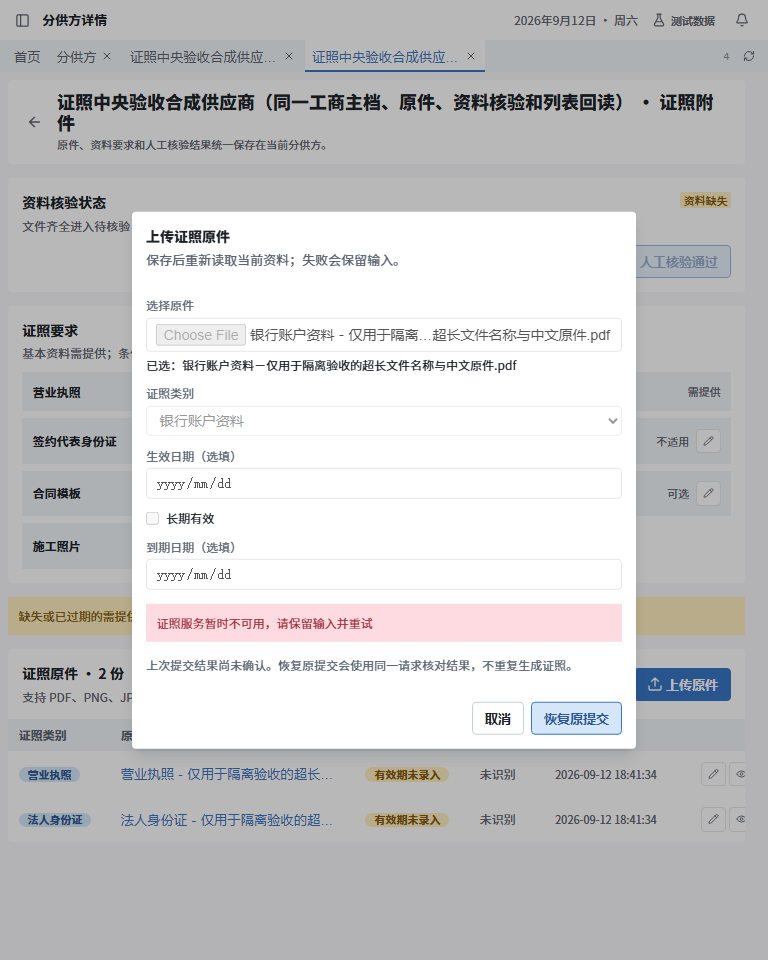 分供方详情
2026年9月12日 • 周六
测试数据
首页
分供方
证照中央验收合成供应...
证照中央验收合成供应...
4
证照中央验收合成供应商（同一工商主档、原件、资料核验和列表回读） • 证照附件
原件、资料要求和人工核验结果统一保存在当前分供方。
资料核验状态
资料缺失
文件齐全进入待核验
人工核验通过
上传证照原件
保存后重新读取当前资料；失败会保留输入。
选择原件
Choose File 银行账户资料 - 仅用于隔离...超长文件名称与中文原件.pdf
已选：银行账户资料－仅用于隔离验收的超长文件名称与中文原件.pdf
证照类别
银行账户资料
生效日期（选填）
yyyy/mm/dd
长期有效
到期日期（选填）
yyyy/mm/dd
证照服务暂时不可用，请保留输入并重试
上次提交结果尚未确认。恢复原提交会使用同一请求核对结果，不重复生成证照。
取消
恢复原提交
证照要求
基本资料需提供；条
营业执照
需提供
签约代表身份证
不适用
合同模板
可选
施工照片
缺失或已过期的需提供
证照原件 • 2 份
支持 PDF、PNG、JP
上传原件
证照类别
原
营业执照
营业执照 - 仅用于隔离验收的超长...
有效期未录入
未识别
2026-09-12 18:41:34
法人身份证
法人身份证 - 仅用于隔离验收的超...
有效期未录入
未识别
2026-09-12 18:41:34